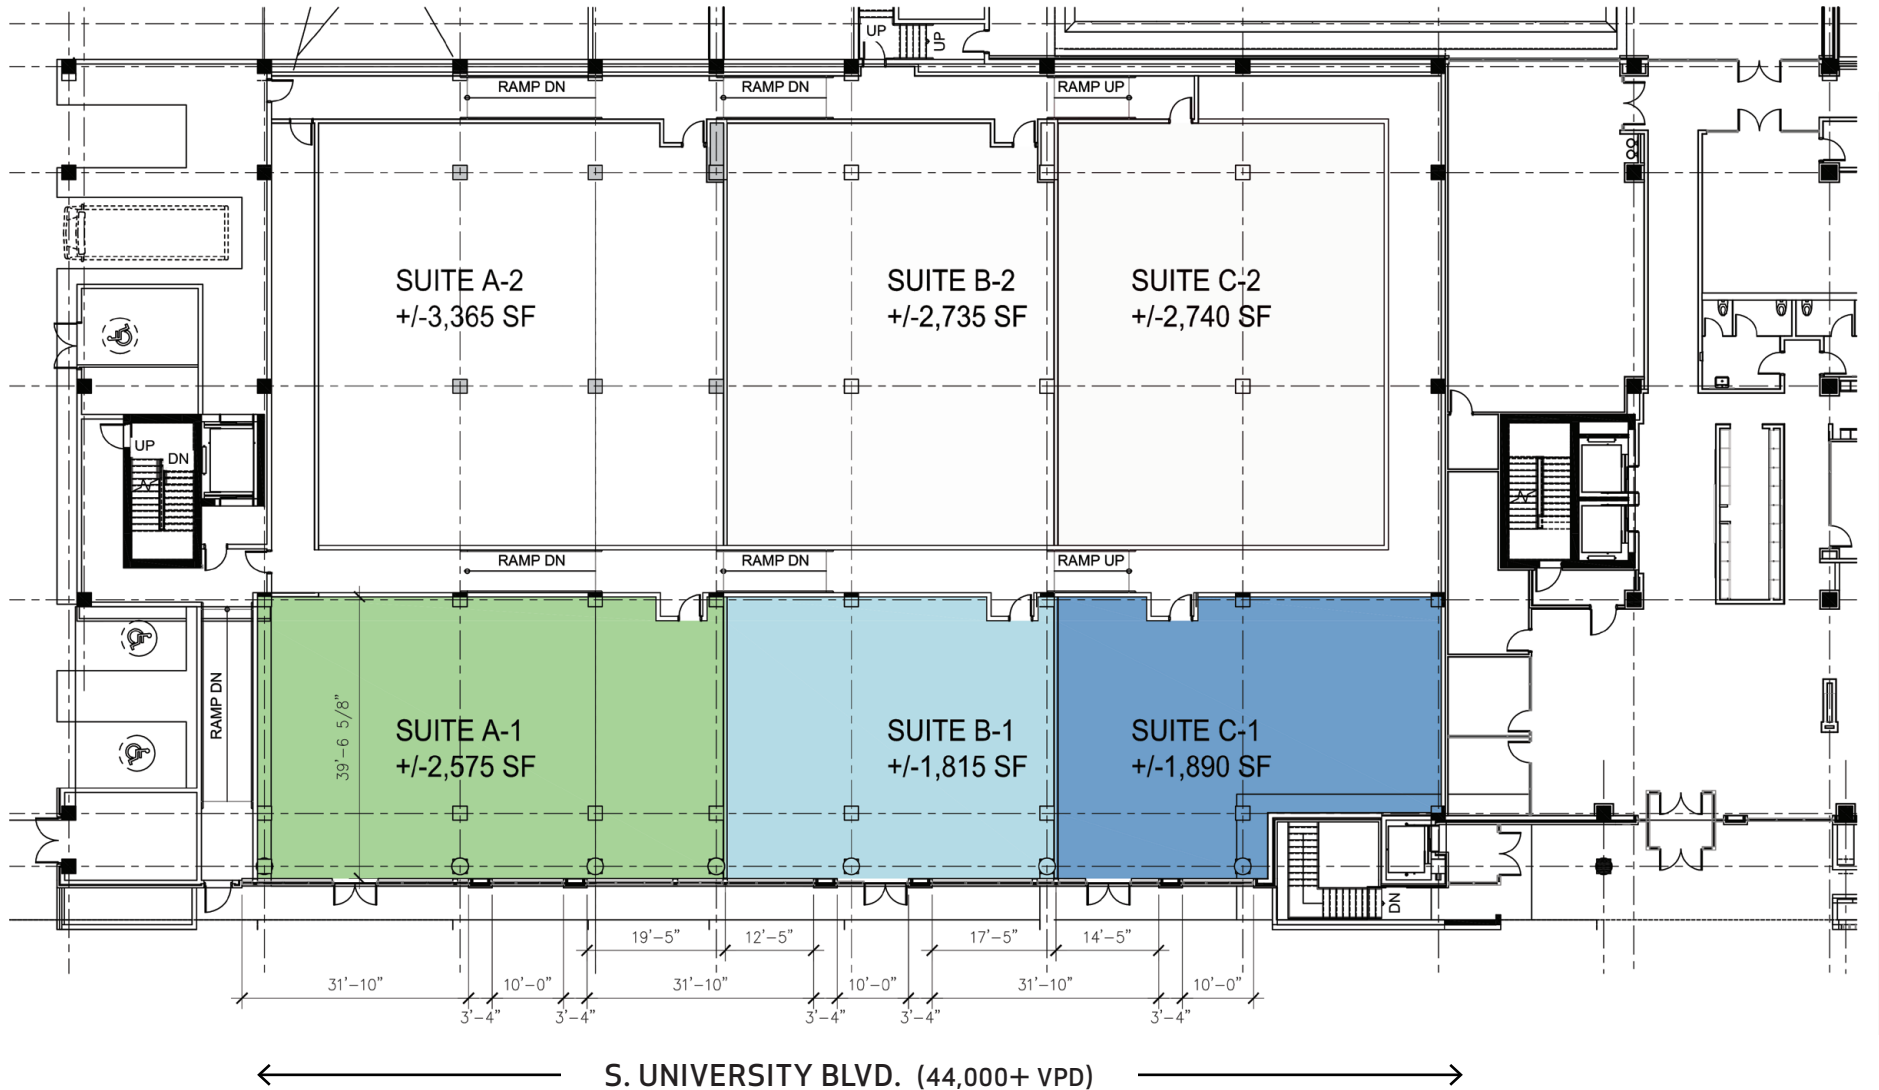 UP
UP
RAMP DN
RAMP DN
RAMP UP
SUITE A-2
+/-3,365 SF
SUITE B-2
+/-2,735 SF
SUITE C-2
+/-2,740 SF
UP
DN
RAMP DN
RAMP DN
RAMP UP
RAMP DN
39'-6 5/8"
SUITE A-1
+/-2,575 SF
SUITE B-1
+/-1,815 SF
SUITE C-1
+/-1,890 SF
DN
19'-5"
12'-5"
17'-5"
14'-5"
31'-10"
10'-0"
31'-10"
10'-0"
31'-10"
10'-0"
3'-4"
3'-4"
3'-4"
3'-4"
3'-4"
S. UNIVERSITY BLVD. (44,000+ VPD)